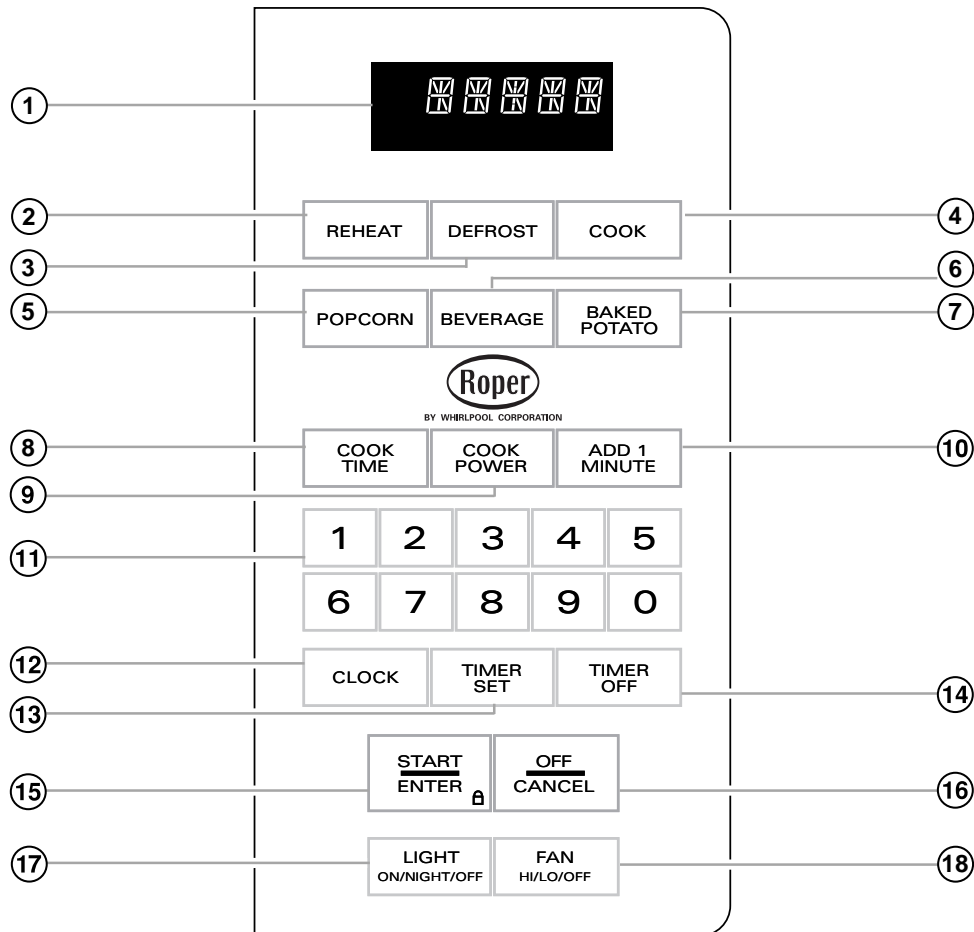 1
2
REHEAT
DEFROST
COOK
4
3
6
5
POPCORN
BEVERAGE
BAKED
POTATO
7
Roper
BY WHIRLPOOL CORPORATION
8
COOK
TIME
COOK
POWER
ADD 1
MINUTE
10
9
11
1 2 3 4 5
6 7 8 9 0
12
CLOCK
TIMER
SET
TIMER
OFF
14
13
15
START
ENTER
OFF
CANCEL
16
17
LIGHT
ON/NIGHT/OFF
FAN
HI/LO/OFF
18